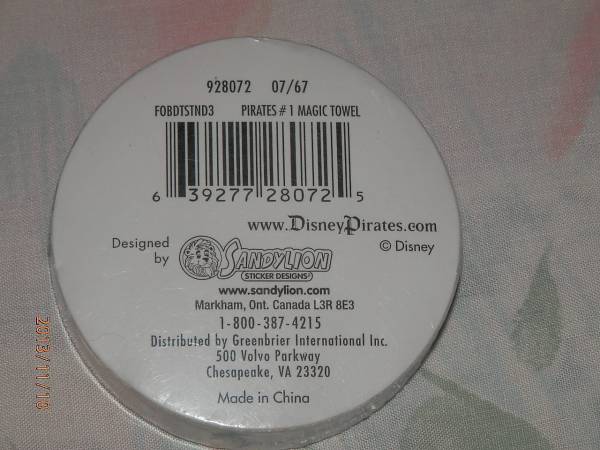 928072 07/67
FOBDTSTND3 PIRATES # 1 MAGIC TOWEL
6 39277 28072 5
www.DisneyPirates.com
Designed by
SANDYLION
STICKER DESIGNS®
© Disney
www.sandylion.com
Markham, Ont. Canada L3R 8E3
1-800-387-4215
Distributed by Greenbrier International Inc.
500 Volvo Parkway
Chesapeake, VA 23320
Made in China
2013/11/10